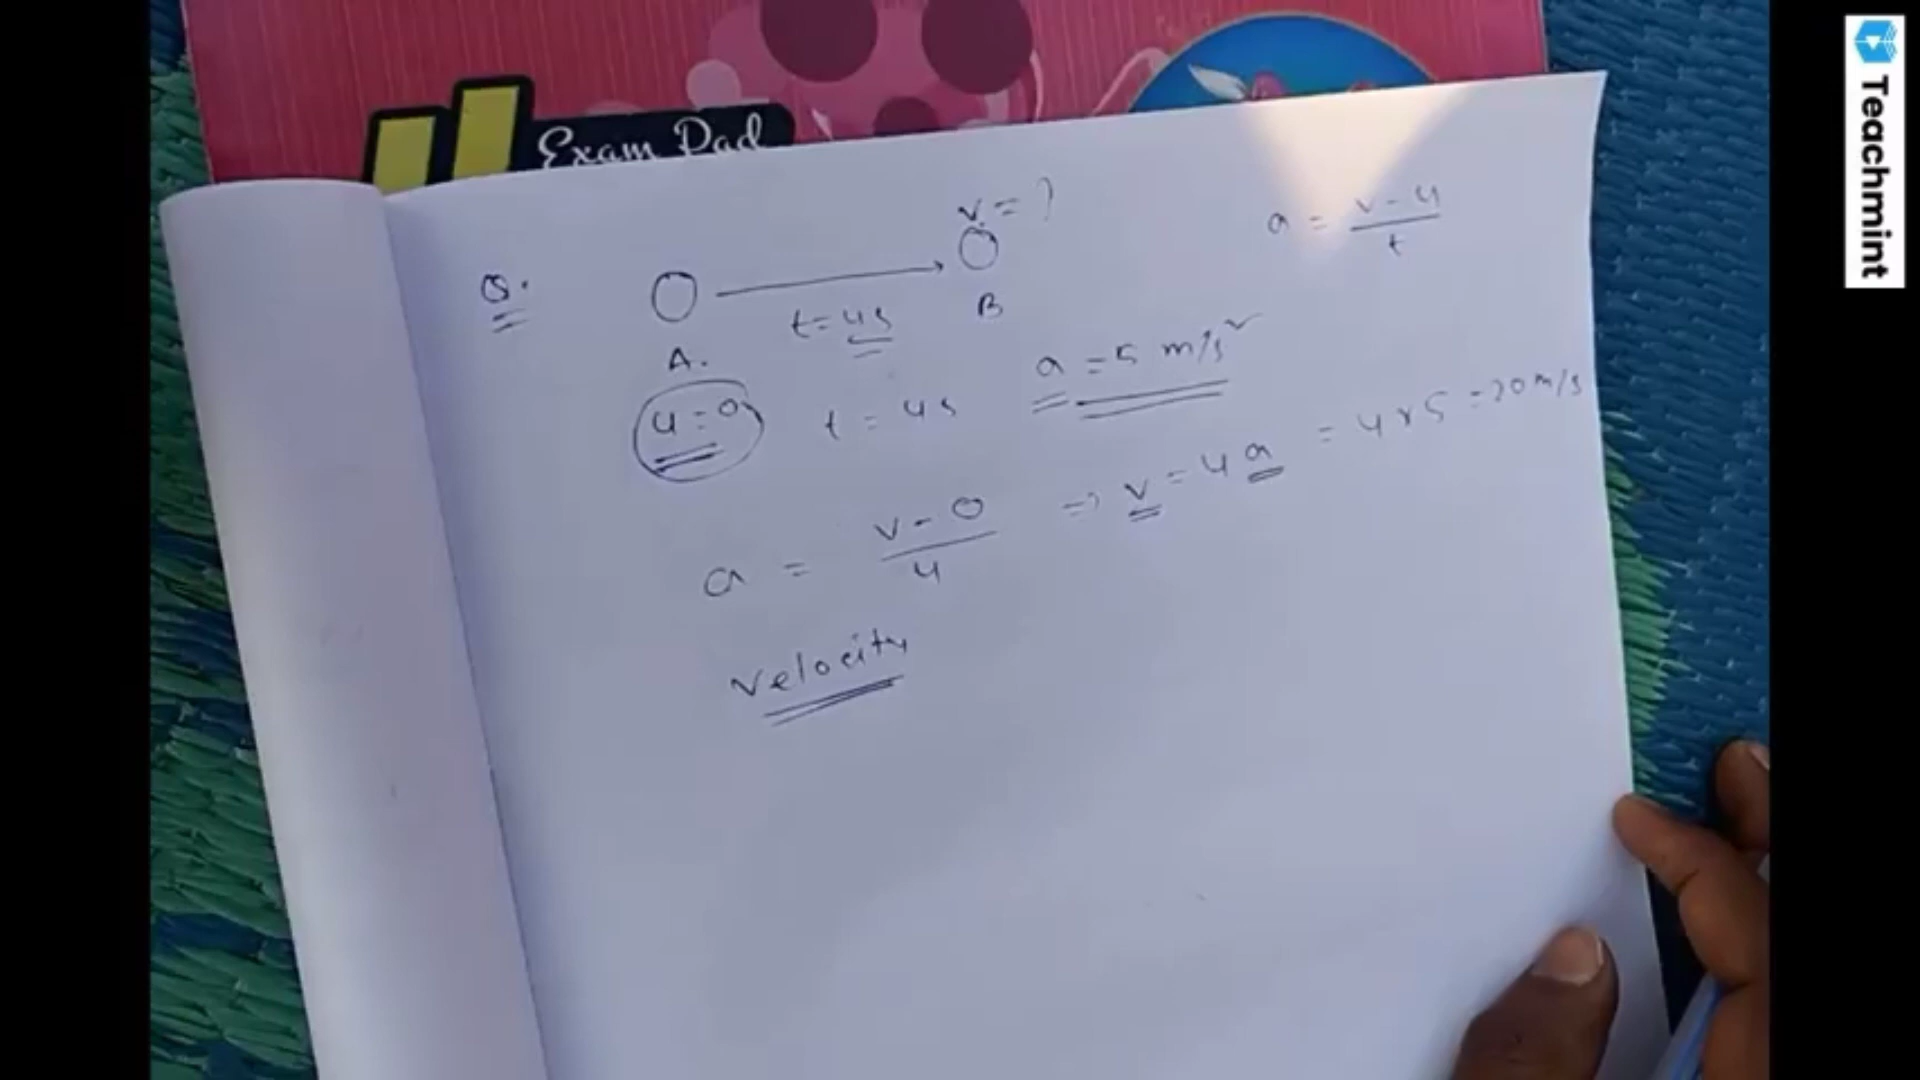 Exam Pad
v = ?
a = v - u / t
Q.
t = 4s
A.
B
a = 5 m/s²
u = 0
t = 4s
a = v - 0 / 4
=> v = 4a = 4 x 5 = 20 m/s
Velocity
Teachmint